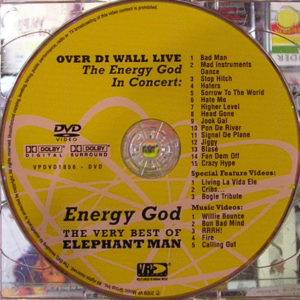 OVER DI WALL LIVE
The Energy God
In Concert:
1 Bad Man
2 Mad Instruments
Dance
3 Stop Hitch
4 Haters
5 Sorrow To The World
6 Hate Me
7 Higher Level
8 Head Gone
9 Jook Gal
10 Pon De River
11 Signal De Plane
12 Jiggy
13 Blase
14 Fan Dem Off
15 Crazy Hype
Special Feature Videos:
1 Living La Vida Ele
2 Cribs...
3 Bogle Tribute
Music Videos:
1 Willie Bounce
2 Bun Bad Mind
3 RRRH!
4 Fire
5 Calling Out
DVD
VIDEO
DOLBY
DIGITAL
DOLBY
SURROUND
VPDVD1806 - DVD
Energy God
THE VERY BEST OF
ELEPHANT MAN
VP